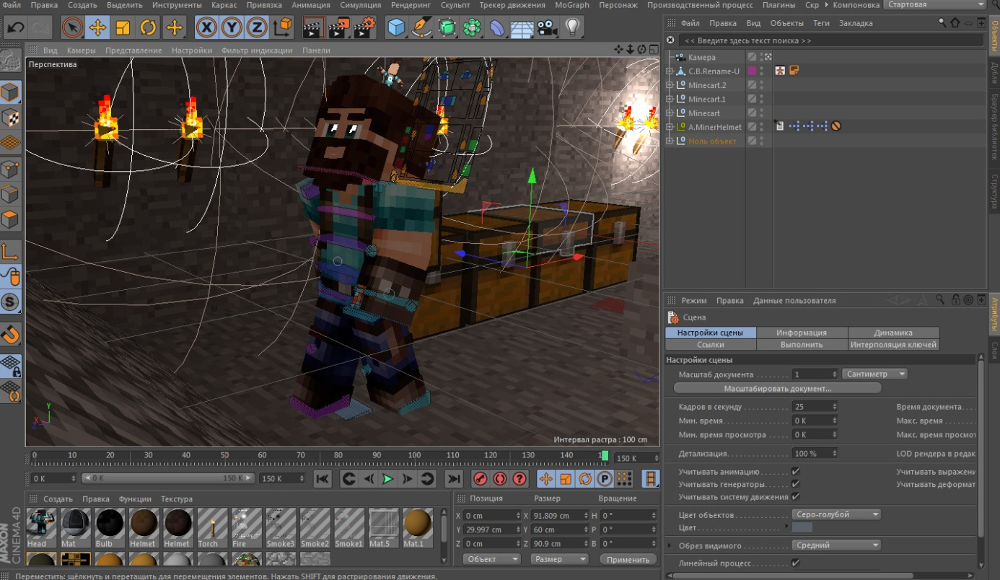 Файл Правка Создать Выделить Инструменты Каркас Привязка Анимация Симуляция Рендеринг Скульпт Трекер движения MoGraph Персонаж Производственный процесс Плагины Скр Компоновка Стартовая
Вид Камеры Представление Настройки Фильтр индикации Панели
Перспектива
Интервал растра : 100 cm
Файл Правка Вид Объекты Теги Закладка
<< Введите здесь текст поиска >>
Камера
C.B.Rename-U
Minecart.2
Minecart.1
Minecart
A.MinerHelmet
Ноль объект
Объекты
Дубли
Браузер библиотек
Структура
Режим Правка Данные пользователя
Сцена
Настройки сцены Информация Динамика
Ссылки Выполнить Интерполяция ключей
Настройки сцены
Масштаб документа 1 Сантиметр
Масштабировать документ...
Кадров в секунду 25 Время документа
Мин. время 0 K Макс. время
Мин. время просмотра 0 K Макс. время просмот
Детализация 100 % LOD рендера в редак
Учитывать анимацию Учитывать выражени
Учитывать генераторы Учитывать деформат
Учитывать систему движения
Цвет объектов Серо-голубой
Цвет
Обрез видимого Средний
Линейный процесс
Атрибуты
Слои
0 10 20 30 40 50 60 70 80 90 100 110 120 130 140 150 K
0 K 0 K 150 K 150 K
Создать Правка Функции Текстура
Head Mat Bulb Helmet Helmet Torch Fire Smoke3 Smoke2 Smoke1 Mat.5 Mat.1
Позиция Размер Вращение
X 0 cm X 91.809 cm H 0 °
Y 29.997 cm Y 60 cm P 0 °
Z 0 cm Z 90.9 cm B 0 °
Объект Размер Применить
MAXON
CINEMA4D
Переместить: щёлкнуть и перетащить для перемещения элементов. Нажать SHIFT для растрирования движения.